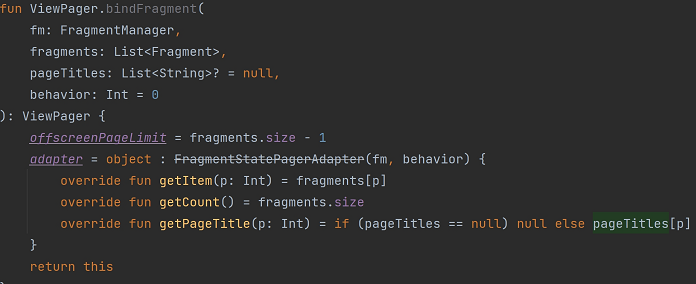 fun ViewPager.bindFragment(
    fm: FragmentManager,
    fragments: List<Fragment>,
    pageTitles: List<String>? = null,
    behavior: Int = 0
): ViewPager {
    offscreenPageLimit = fragments.size - 1
    adapter = object : FragmentStatePagerAdapter(fm, behavior) {
        override fun getItem(p: Int) = fragments[p]
        override fun getCount() = fragments.size
        override fun getPageTitle(p: Int) = if (pageTitles == null) null else pageTitles[p]
    }
    return this